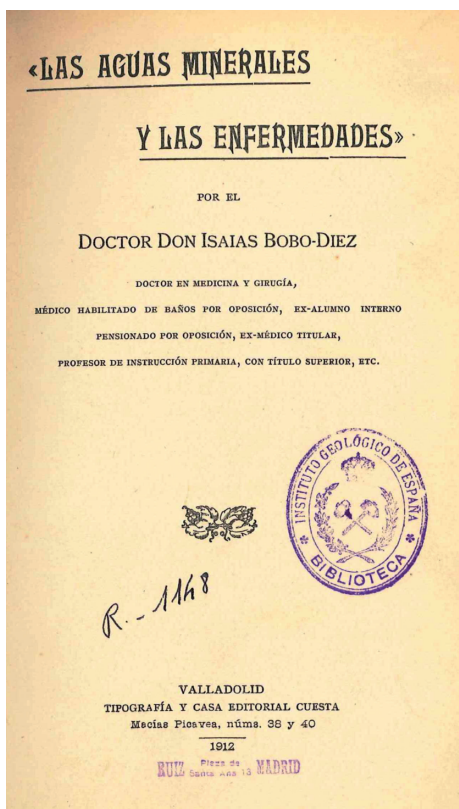 «LAS AGUAS MINERALES
Y LAS ENFERMEDADES»
POR EL
DOCTOR DON ISAIAS BOBO-DIEZ
DOCTOR EN MEDICINA Y GIRUGÍA,
MÉDICO HABILITADO DE BAÑOS POR OPOSICIÓN, EX-ALUMNO INTERNO
PENSIONADO POR OPOSICIÓN, EX-MÉDICO TITULAR,
PROFESOR DE INSTRUCCIÓN PRIMARIA, CON TÍTULO SUPERIOR, ETC.
INSTITUTO GEOLÓGICO DE ESPAÑA
* BIBLIOTECA *
R.- 1148
VALLADOLID
TIPOGRAFÍA Y CASA EDITORIAL CUESTA
Macías Picavea, núms. 38 y 40
1912
RUIZ Plaza de Santa Ana 13 MADRID